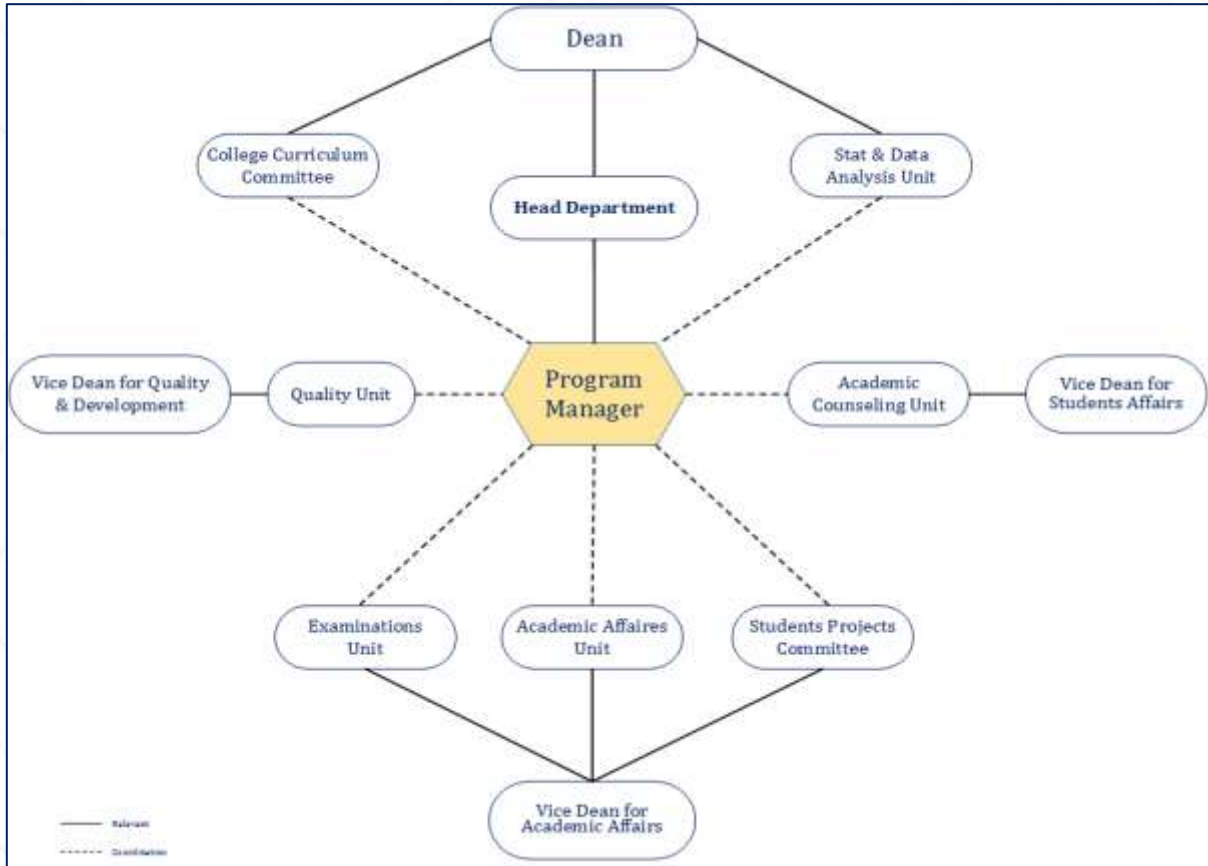 Dean
College Curriculum
Committee
Stat & Data
Analysis Unit
Head Department
Vice Dean for Quality
& Development
Quality Unit
Program
Manager
Academic
Counseling Unit
Vice Dean for
Students Affairs
Examinations
Unit
Academic Affaires
Unit
Students Projects
Committee
Vice Dean for
Academic Affairs